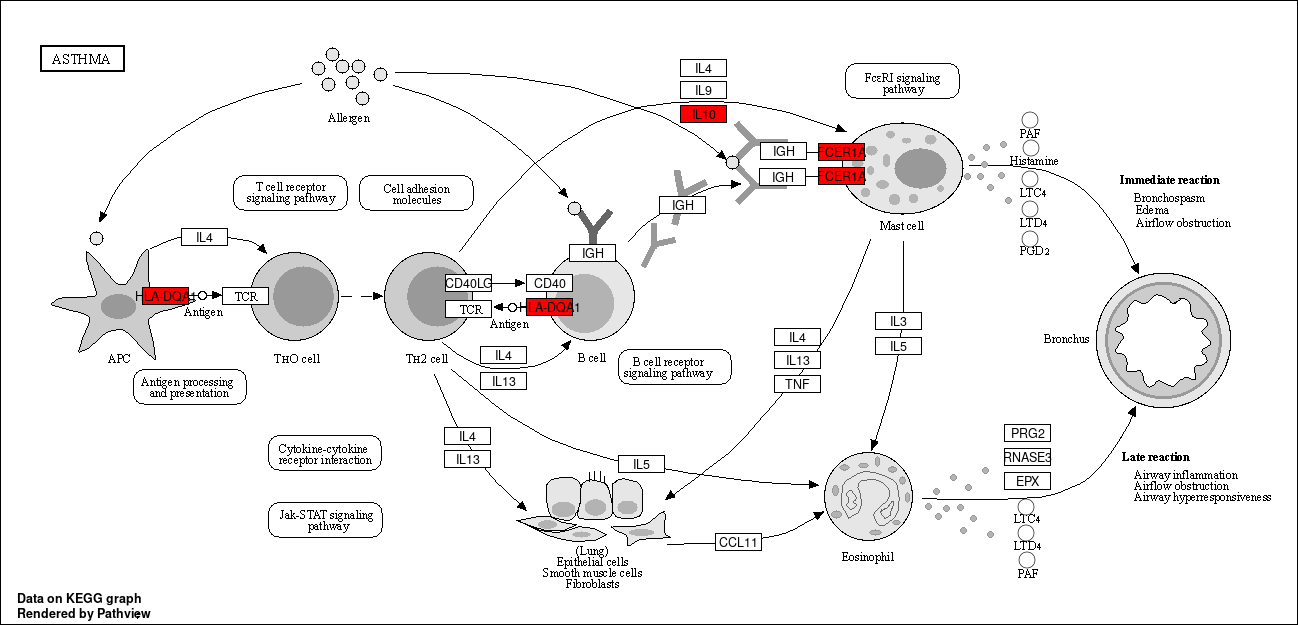 ASTHMA
Allergen
IL4
IL9
IL10
FcεRI signaling
pathway
T cell receptor
signaling pathway
Cell adhesion
molecules
IGH
FCER1A
IGH
FCER1A
Mast cell
PAF
Histamine
LTC4
LTD4
PGD2
Immediate reaction
Bronchospasm
Edema
Airflow obstruction
IL4
IGH
IGH
HLA-DQA1
Antigen
TCR
CD40LG
CD40
TCR
Antigen
HLA-DQA1
APC
TH0 cell
TH2 cell
B cell
IL4
IL13
B cell receptor
signaling pathway
Antigen processing
and presentation
IL4
IL13
TNF
IL3
IL5
Bronchus
Cytokine-cytokine
receptor interaction
IL4
IL13
IL5
PRG2
RNASE3
EPX
LTC4
LTD4
PAF
Late reaction
Airway inflammation
Airflow obstruction
Airway hyperresponsiveness
Jak-STAT signaling
pathway
CCL11
Eosinophil
(Lung)
Epithelial cells
Smooth muscle cells
Fibroblasts
Data on KEGG graph
Rendered by Pathview